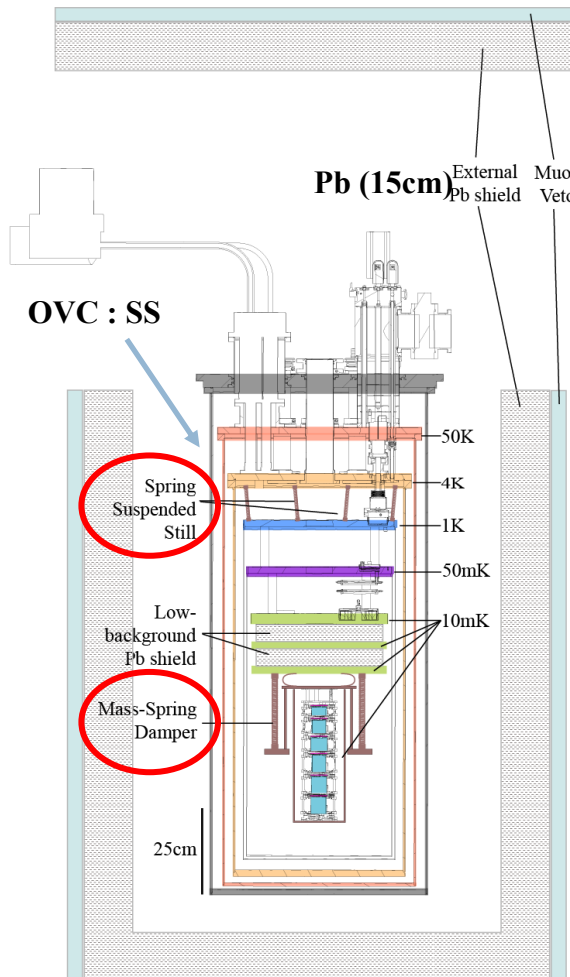 Pb (15cm)
External
Pb shield
Muo
Veto
OVC : SS
50K
4K
Spring
Suspended
Still
1K
50mK
Low-
background
Pb shield
10mK
Mass-Spring
Damper
25cm